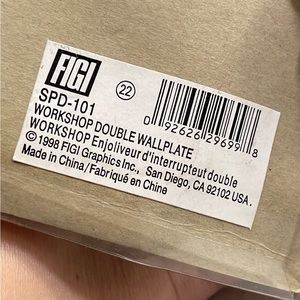 FIGI
SPD-101
22
WORKSHOP DOUBLE WALLPLATE
WORKSHOP Enjoliveur d'interrupteut double
© 1998 FIGI Graphics Inc., San Diego, CA 92102 USA.
Made in China/Fabriqué en Chine
0 92626 29699 8